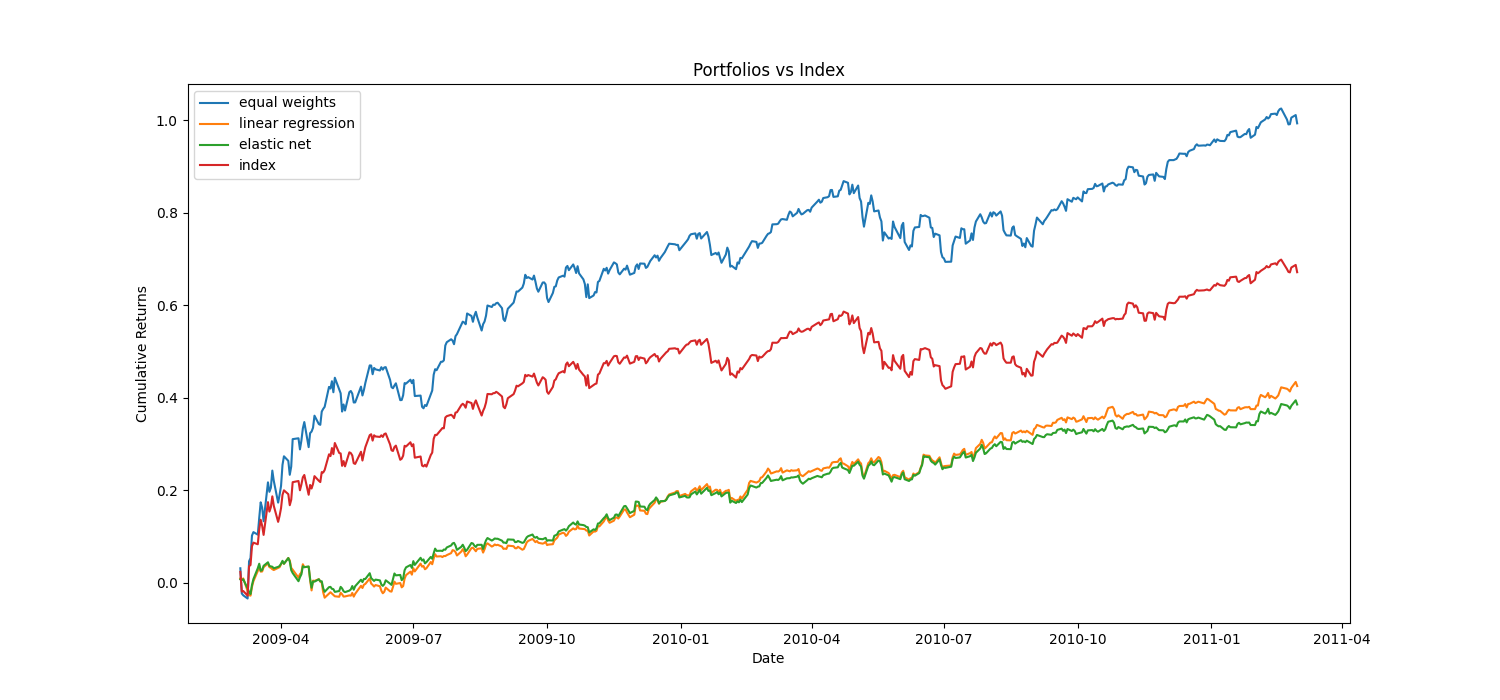 Portfolios vs Index
equal weights
linear regression
elastic net
index
Cumulative Returns
1.0
0.8
0.6
0.4
0.2
0.0
2009-04 2009-07 2009-10 2010-01 2010-04 2010-07 2010-10 2011-01 2011-04
Date